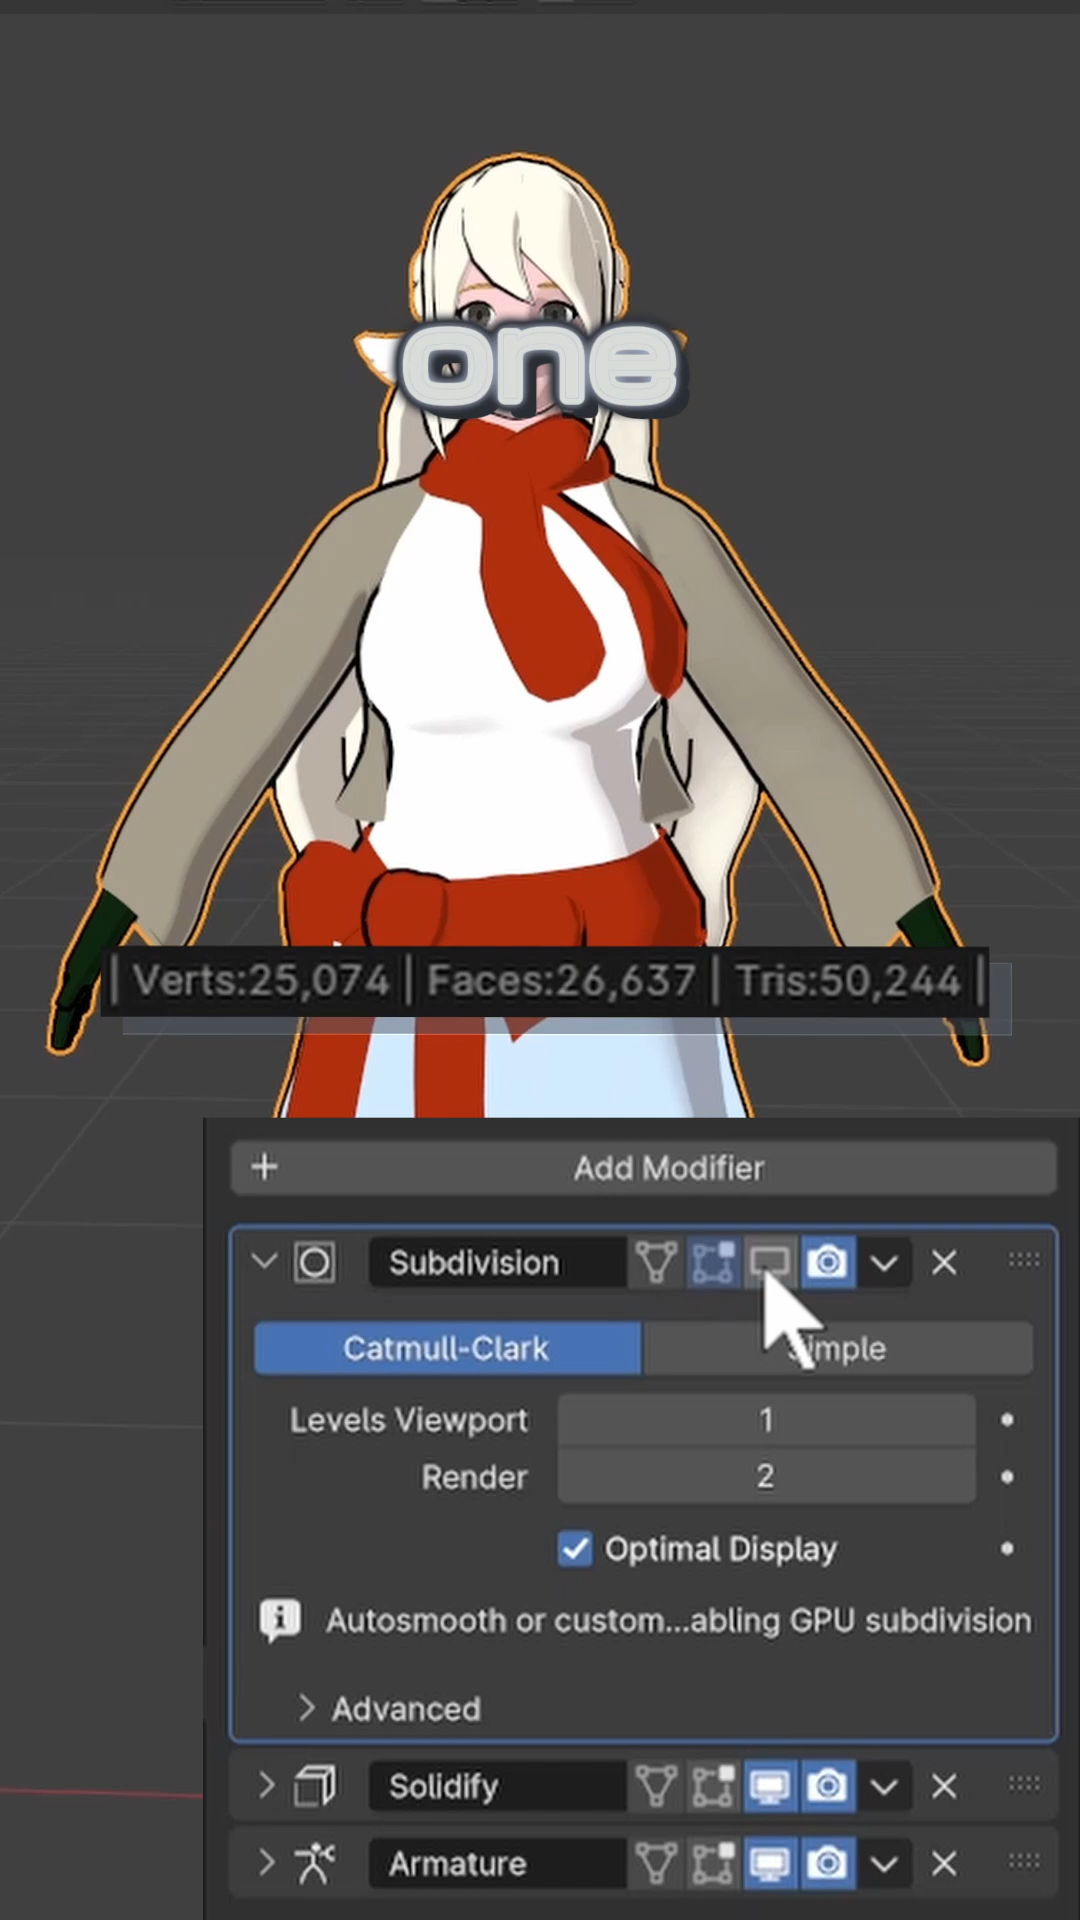 one
| Verts:25,074 | Faces:26,637 | Tris:50,244 |
+ Add Modifier
Subdivision
Catmull-Clark Simple
Levels Viewport 1
Render 2
Optimal Display
Autosmooth or custom...abling GPU subdivision
Advanced
Solidify
Armature